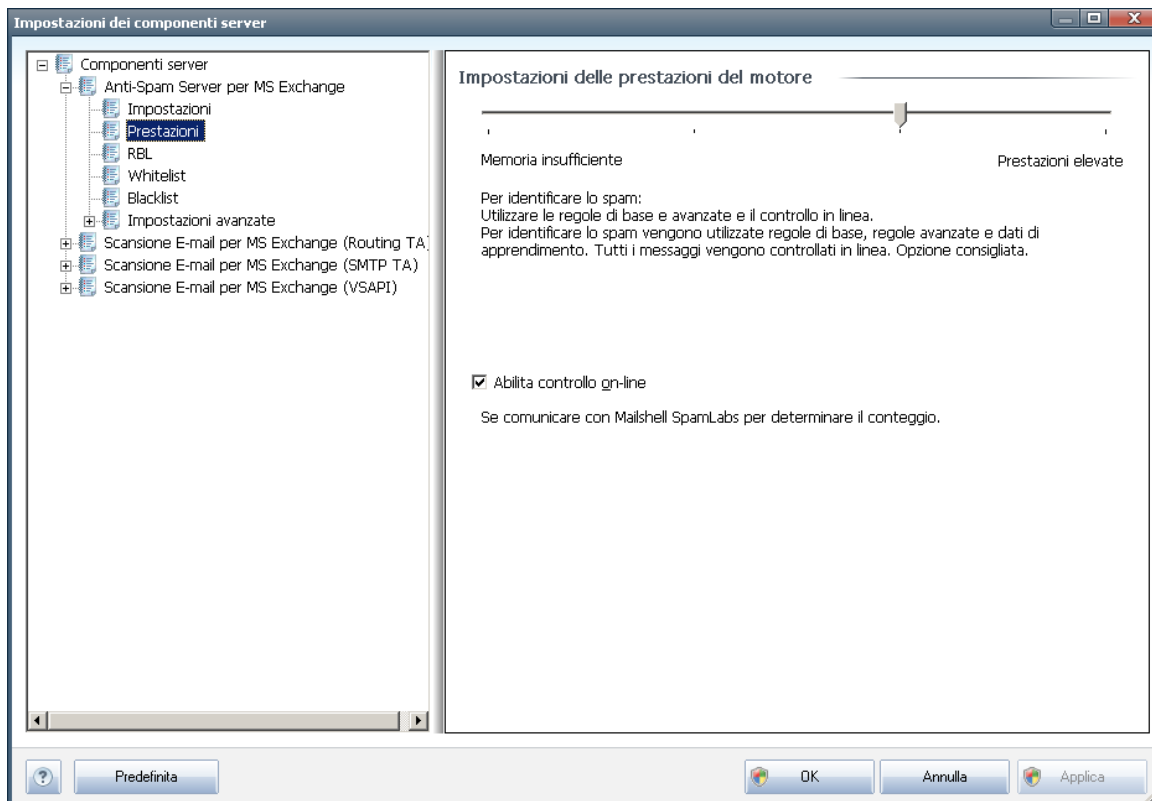 Impostazioni dei componenti server
Componenti server
Anti-Spam Server per MS Exchange
Impostazioni
Prestazioni
RBL
Whitelist
Blacklist
Impostazioni avanzate
Scansione E-mail per MS Exchange (Routing TA)
Scansione E-mail per MS Exchange (SMTP TA)
Scansione E-mail per MS Exchange (VSAPI)
Impostazioni delle prestazioni del motore
Memoria insufficiente
Prestazioni elevate
Per identificare lo spam:
Utilizzare le regole di base e avanzate e il controllo in linea.
Per identificare lo spam vengono utilizzate regole di base, regole avanzate e dati di
apprendimento. Tutti i messaggi vengono controllati in linea. Opzione consigliata.
Abilita controllo on-line
Se comunicare con Mailshell SpamLabs per determinare il conteggio.
?
Predefinita
OK
Annulla
Applica